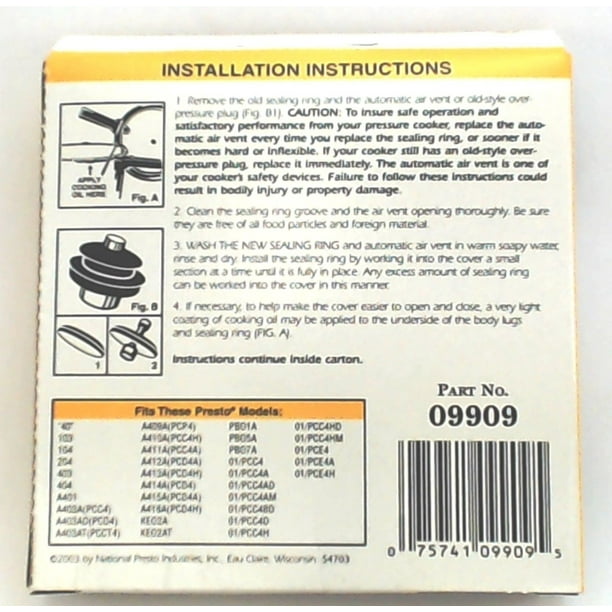 INSTALLATION INSTRUCTIONS
1. Remove the old sealing ring and the automatic air vent or old-style over-
pressure plug (Fig. B1). CAUTION: To insure safe operation and
satisfactory performance from your pressure cooker, replace the auto-
matic air vent every time you replace the sealing ring, or sooner if it
becomes hard or inflexible. If your cooker still has an old-style over-
pressure plug, replace it immediately. The automatic air vent is one of
your cooker's safety devices. Failure to follow these instructions could
result in bodily injury or property damage.
APPLY
COOKING
OIL HERE
Fig. A
2. Clean the sealing ring groove and the air vent opening thoroughly. Be sure
they are free of all food particles and foreign material.
3. WASH THE NEW SEALING RING and automatic air vent in warm soapy water,
rinse and dry. Install the sealing ring by working it into the cover a small
section at a time until it is fully in place. Any excess amount of sealing ring
can be worked into the cover in this manner.
Fig. B
1 2
4. If necessary, to help make the cover easier to open and close, a very light
coating of cooking oil may be applied to the underside of the body lugs
and sealing ring (FIG. A).
Instructions continue inside carton.
PART NO.
09909
Fits These Presto® Models:
"40" A409A(PCP4) PB01A 01/PCC4HD
103 A410A(PCC4H) PB05A 01/PCC4HM
104 A411A(PCC4A) PB07A 01/PCE4
204 A412A(PCD4A) 01/PCC4 01/PCE4A
403 A413A(PCD4H) 01/PCC4A 01/PCE4H
404 A414A(PCD4) 01/PCC4AD
A401 A415A(PCD4A) 01/PCC4AM
A403A(PCC4) A416A(PCD4H) 01/PCC4BD
A403AD(PCD4) KE02A 01/PCC4D
A403AT(PCCT4) KE02AT 01/PCC4H
©2003 by National Presto Industries, Inc., Eau Claire, Wisconsin 54703
0 75741 09909 5